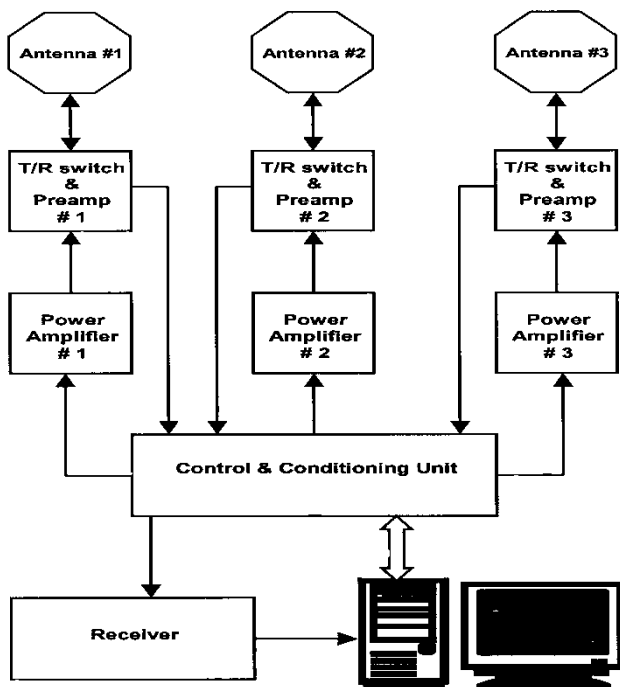 Antenna #1
Antenna #2
Antenna #3
T/R switch
&
Preamp
# 1
T/R switch
&
Preamp
# 2
T/R switch
&
Preamp
# 3
Power
Amplifier
# 1
Power
Amplifier
# 2
Power
Amplifier
# 3
Control & Conditioning Unit
Receiver